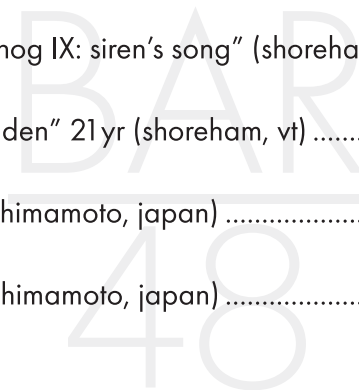 nog IX: siren’s song” (shoreha
den” 21yr (shoreham, vt) .......
himamoto, japan) ...................
himamoto, japan) ...................
BAR
48